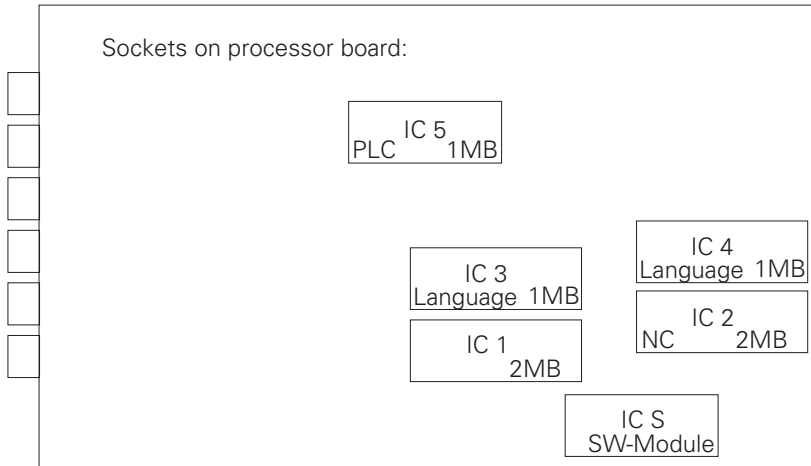 Sockets on processor board:
IC 5
PLC 1MB
IC 4
Language 1MB
IC 3
Language 1MB
IC 2
NC 2MB
IC 1
2MB
IC S
SW-Module